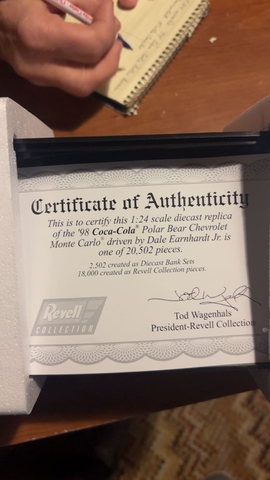 Certificate of Authenticity
This is to certify this 1:24 scale diecast replica
of the '98 Coca-Cola® Polar Bear Chevrolet
Monte Carlo® driven by Dale Earnhardt Jr. is
one of 20,502 pieces.
2,502 created as Diecast Bank Sets
18,000 created as Revell Collection pieces.
Revell
COLLECTION
Tod Wagenhals
President-Revell Collection